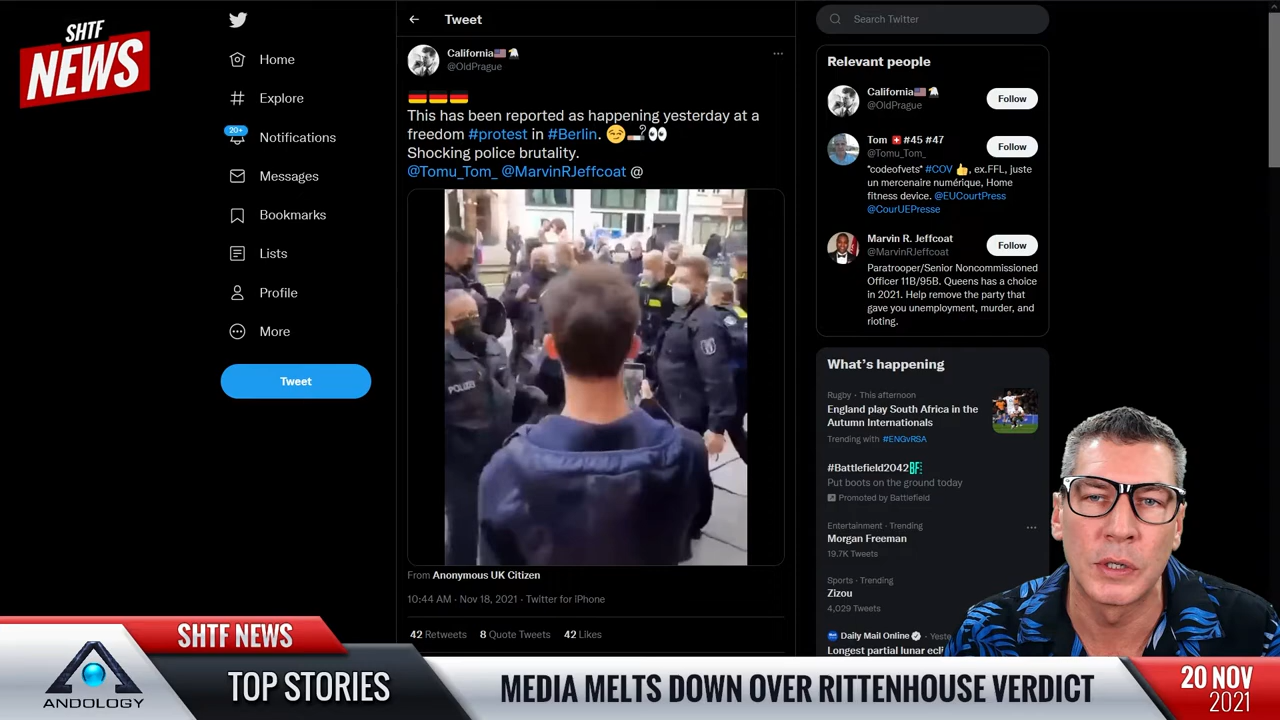 SHTF
NEWS
Home
Explore
20+
Notifications
Messages
Bookmarks
Lists
Profile
More
Tweet
Tweet
California🇺🇸🦅
@OldPrague
🇩🇪🇩🇪🇩🇪
This has been reported as happening yesterday at a
freedom #protest in #Berlin. 😏🚬👀
Shocking police brutality.
@Tomu_Tom_ @MarvinRJeffcoat @
POLIZEI
From Anonymous UK Citizen
10:44 AM · Nov 18, 2021 · Twitter for iPhone
42 Retweets 8 Quote Tweets 42 Likes
Search Twitter
Relevant people
California🇺🇸🦅
@OldPrague
Follow
Tom 🇨🇭 #45 #47
@Tomu_Tom_
Follow
"codeofvets" #COV 👍, ex.FFL, juste
un mercenaire numérique, Home
fitness device. @EUCourtPress
@CourUEPresse
Marvin R. Jeffcoat
@MarvinRJeffcoat
Follow
Paratrooper/Senior Noncommissioned
Officer 11B/95B. Queens has a choice
in 2021. Help remove the party that
gave you unemployment, murder, and
rioting.
What's happening
Rugby · This afternoon
England play South Africa in the
Autumn Internationals
Trending with #ENGvRSA
#Battlefield2042
Put boots on the ground today
Promoted by Battlefield
Entertainment · Trending
Morgan Freeman
19.7K Tweets
Sports · Trending
Zizou
4,029 Tweets
Daily Mail Online · Yeste
Longest partial lunar ecli
SHTF NEWS
ANDOLOGY
TOP STORIES
MEDIA MELTS DOWN OVER RITTENHOUSE VERDICT
20 NOV
2021